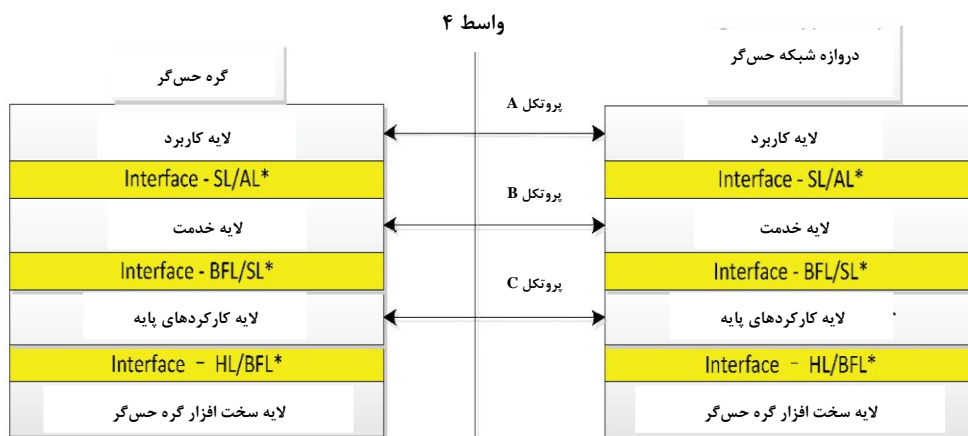 واسط ۴
گره حس‌گر
دروازه شبکه حس‌گر
پروتکل A
لایه کاربرد
لایه کاربرد
Interface - SL/AL*
Interface - SL/AL*
پروتکل B
لایه خدمت
لایه خدمت
Interface - BFL/SL*
Interface - BFL/SL*
پروتکل C
لایه کارکردهای پایه
لایه کارکردهای پایه
Interface - HL/BFL*
Interface - HL/BFL*
لایه سخت افزار گره حس‌گر
لایه سخت افزار گره حس‌گر